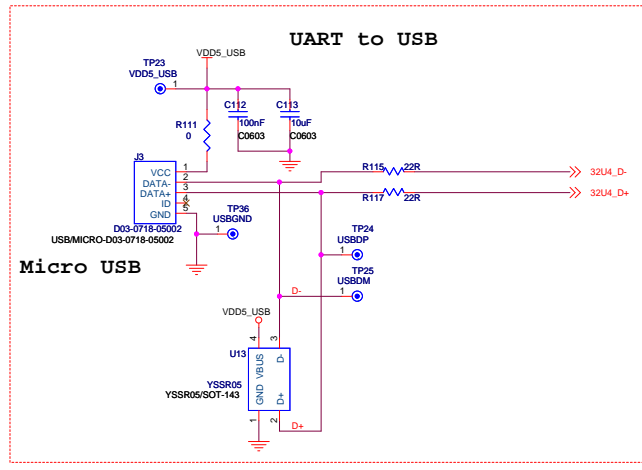 UART to USB
VDD5_USB
TP23
VDD5_USB
1
C112
100nF
C0603
C113
10uF
C0603
R111
0
J3
VCC 1
DATA- 2
DATA+ 3
ID 4
GND 5
D03-0718-05002
USB/MICRO-D03-0718-05002
Micro USB
R115 22R
32U4_D-
R117 22R
32U4_D+
TP36
USBGND
1
TP24
USBDP
1
TP25
USBDM
1
D-
VDD5_USB
4 3
U13
VBUS D-
GND D+
YSSR05
YSSR05/SOT-143
1 2
D+